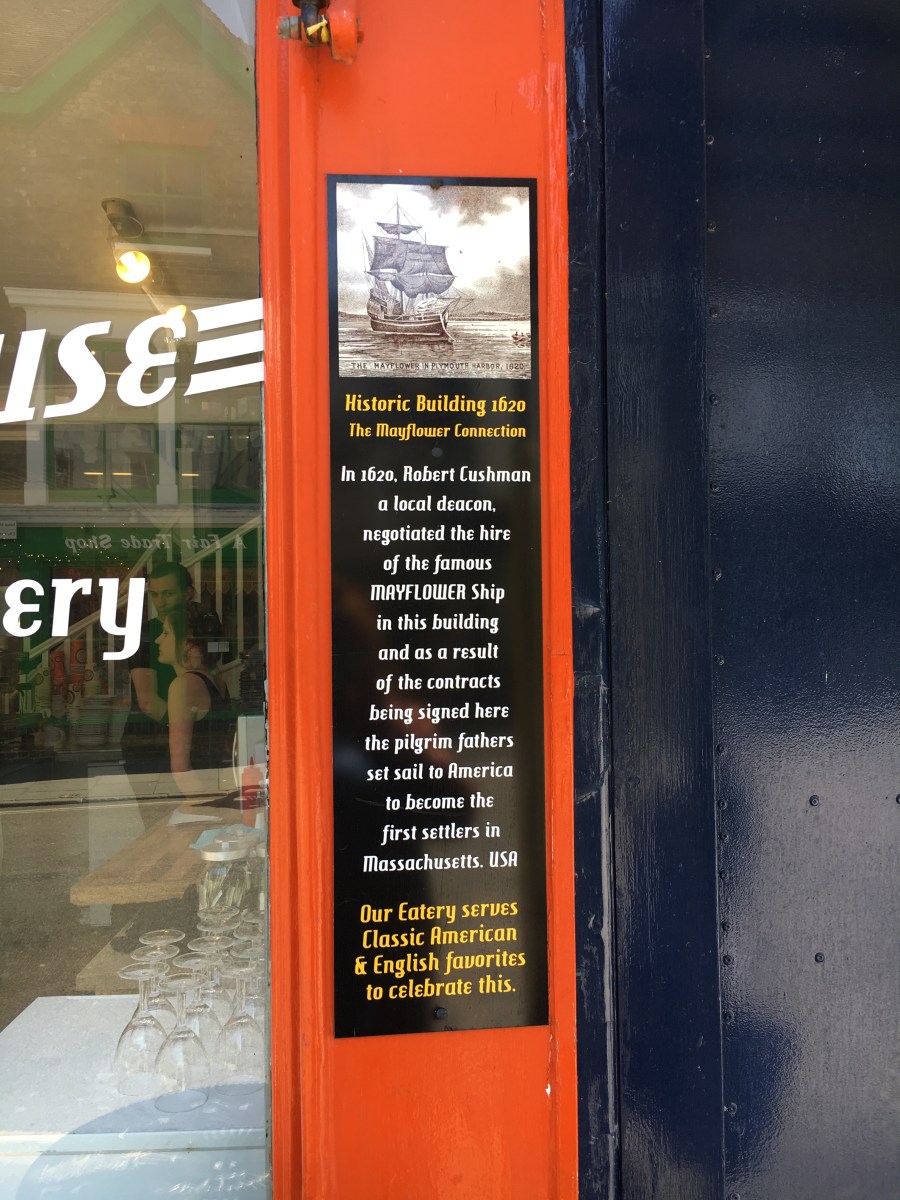 USE
ery
A Fair Trade Shop
THE MAYFLOWER IN PLYMOUTH HARBOR, 1620
Historic Building 1620
The Mayflower Connection
In 1620, Robert Cushman
a local deacon,
negotiated the hire
of the famous
MAYFLOWER Ship
in this building
and as a result
of the contracts
being signed here
the pilgrim fathers
set sail to America
to become the
first settlers in
Massachusetts. USA
Our Eatery serves
Classic American
& English favorites
to celebrate this.